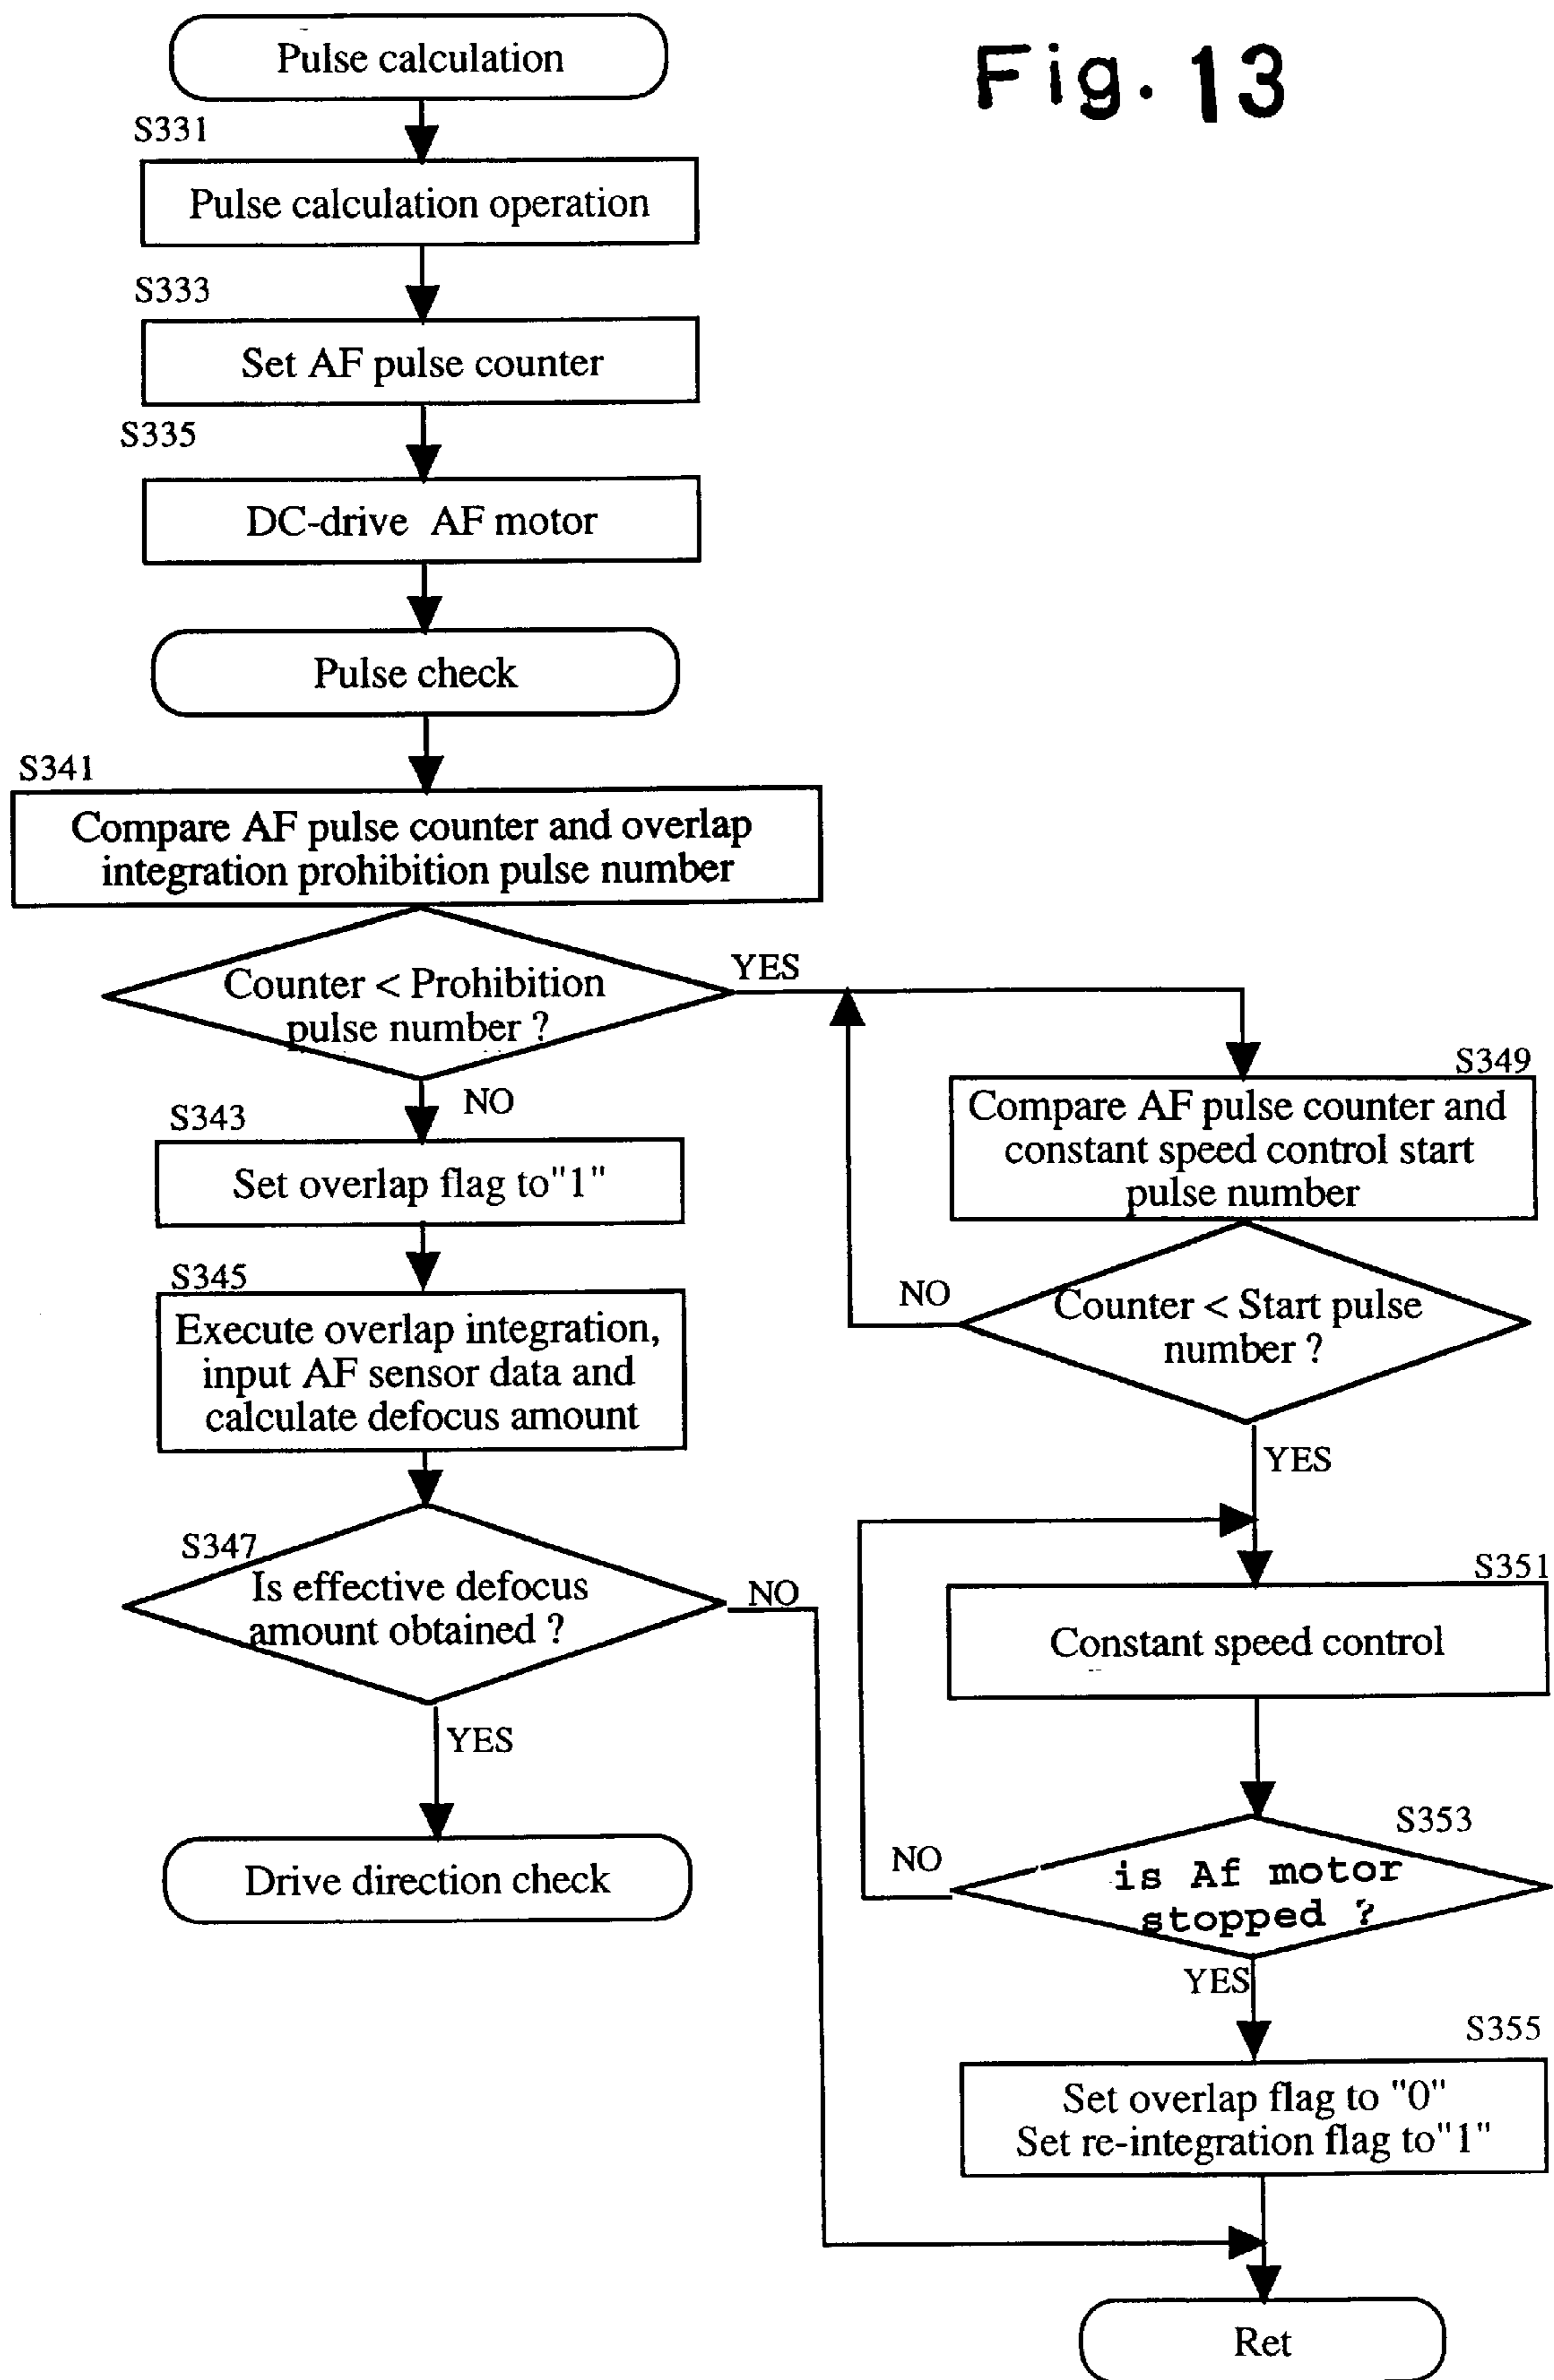 Fig. 13
Pulse calculation
S331
Pulse calculation operation
S333
Set AF pulse counter
S335
DC-drive AF motor
Pulse check
S341
Compare AF pulse counter and overlap
integration prohibition pulse number
Counter < Prohibition
pulse number ?
YES
NO
S343
Set overlap flag to"1"
S345
Execute overlap integration,
input AF sensor data and
calculate defocus amount
S347
Is effective defocus
amount obtained ?
NO
YES
Drive direction check
S349
Compare AF pulse counter and
constant speed control start
pulse number
NO
Counter < Start pulse
number ?
YES
S351
Constant speed control
S353
NO
is Af motor
stopped ?
YES
S355
Set overlap flag to "0"
Set re-integration flag to"1"
Ret